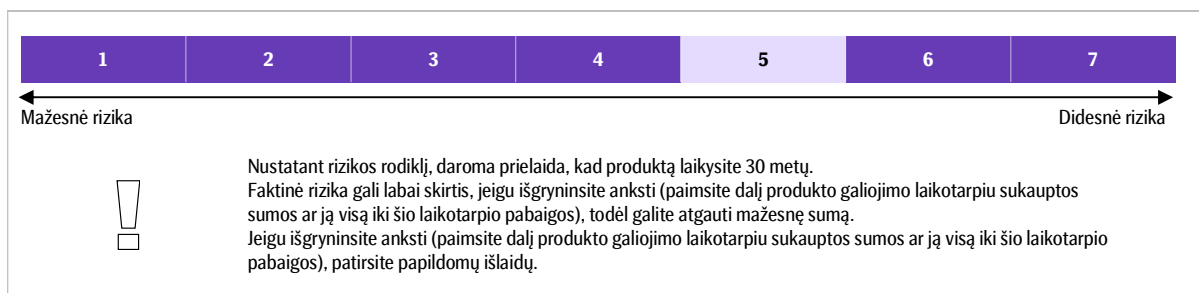 1 2 3 4 5 6 7
Mažesnė rizika Didesnė rizika
Nustatant rizikos rodiklį, daroma prielaida, kad produktą laikysite 30 metų.
Faktinė rizika gali labai skirtis, jeigu išgryninsite anksti (paimsite dalį produkto galiojimo laikotarpiu sukauptos
sumos ar ją visą iki šio laikotarpio pabaigos), todėl galite atgauti mažesnę sumą.
Jeigu išgryninsite anksti (paimsite dalį produkto galiojimo laikotarpiu sukauptos sumos ar ją visą iki šio laikotarpio
pabaigos), patirsite papildomų išlaidų.